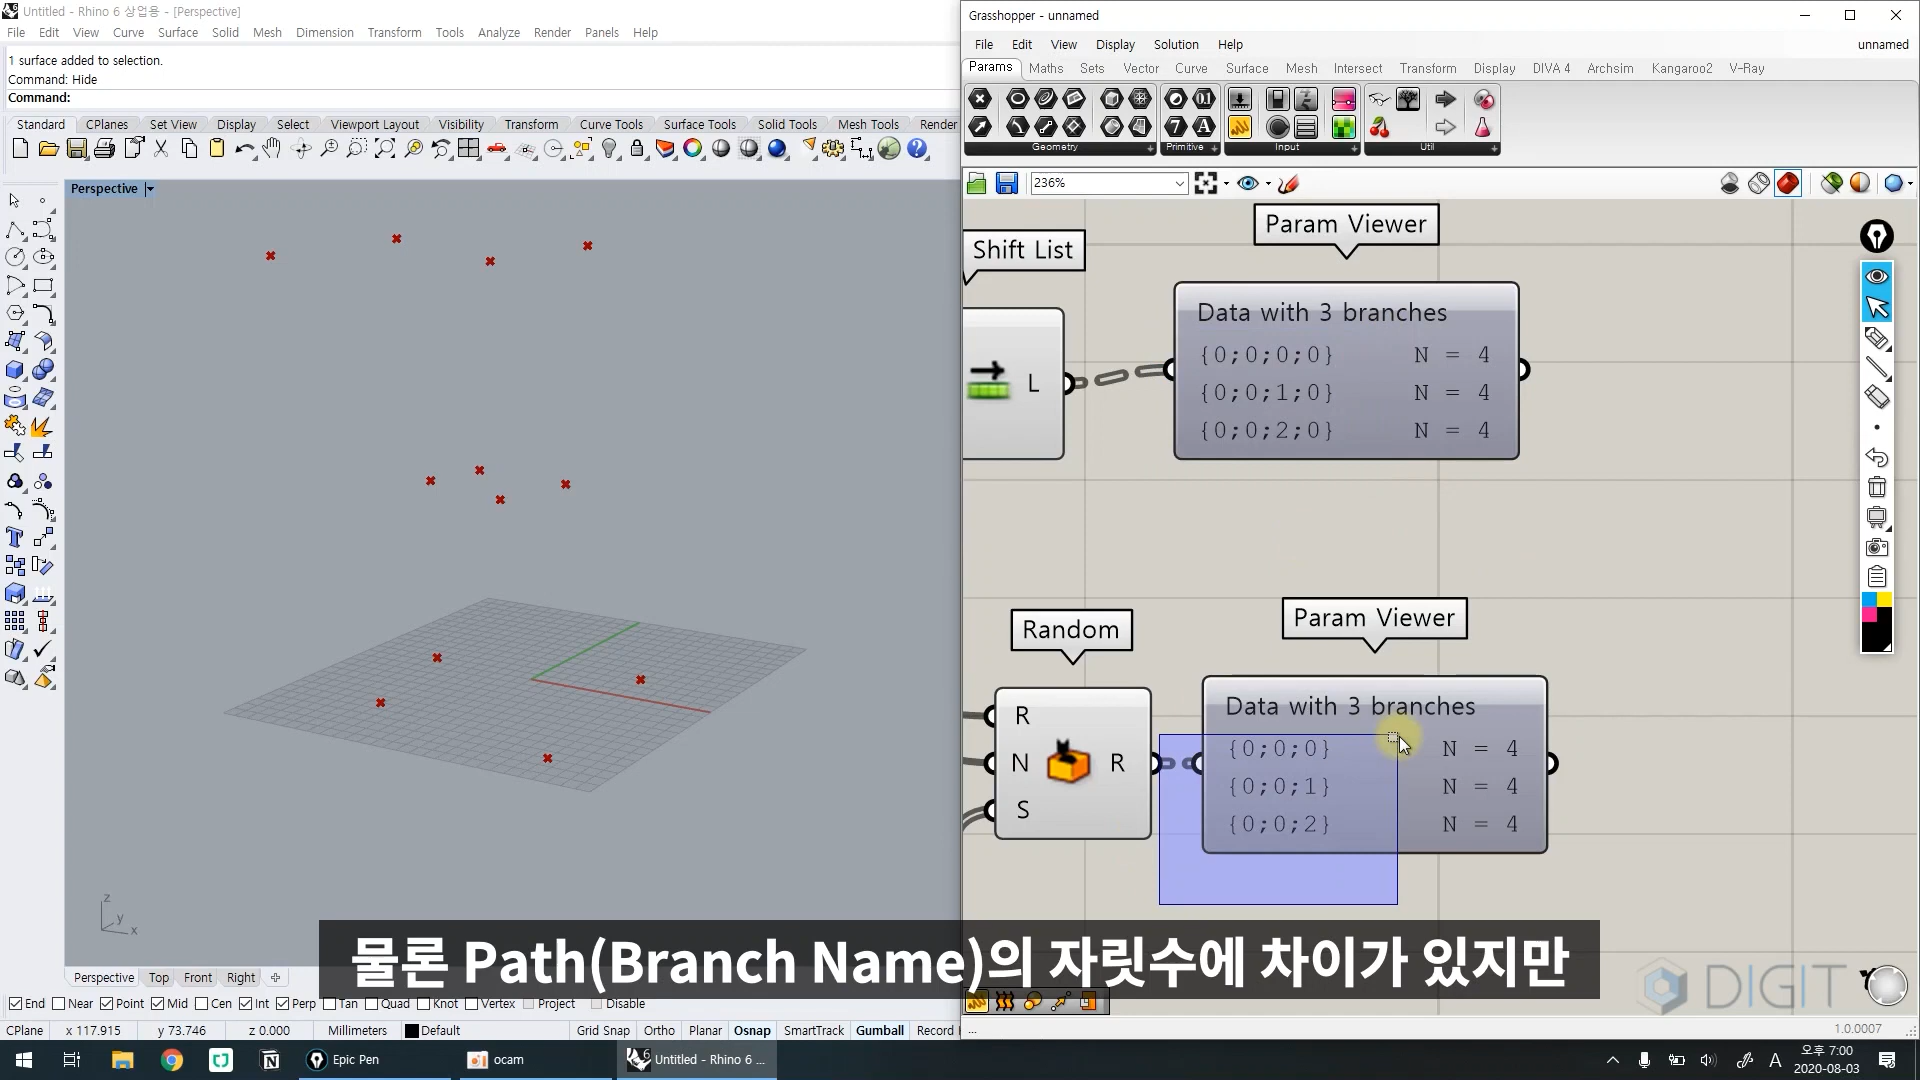 Untitled - Rhino 6 상업용 - [Perspective]
File Edit View Curve Surface Solid Mesh Dimension Transform Tools Analyze Render Panels Help
1 surface added to selection.
Command: Hide
Command:
Standard CPlanes Set View Display Select Viewport Layout Visibility Transform Curve Tools Surface Tools Solid Tools Mesh Tools Render
Perspective
z
y
x
Perspective Top Front Right
End Near Point Mid Cen Int Perp Tan Quad Knot Vertex Project Disable
CPlane x 117.915 y 73.746 z 0.000 Millimeters Default Grid Snap Ortho Planar Osnap SmartTrack Gumball Record
Grasshopper - unnamed
File Edit View Display Solution Help unnamed
Params Maths Sets Vector Curve Surface Mesh Intersect Transform Display DIVA 4 Archsim Kangaroo2 V-Ray
Geometry Primitive Input Util
236%
Param Viewer
Shift List
Data with 3 branches
{0;0;0;0} N = 4
{0;0;1;0} N = 4
{0;0;2;0} N = 4
L
Random
Param Viewer
R
N
S
R
Data with 3 branches
{0;0;0} N = 4
{0;0;1} N = 4
{0;0;2} N = 4
물론 Path(Branch Name)의 자릿수에 차이가 있지만
DIGIT
...
1.0.0007
Epic Pen
ocam
Untitled - Rhino 6 ...
A
오후 7:00
2020-08-03